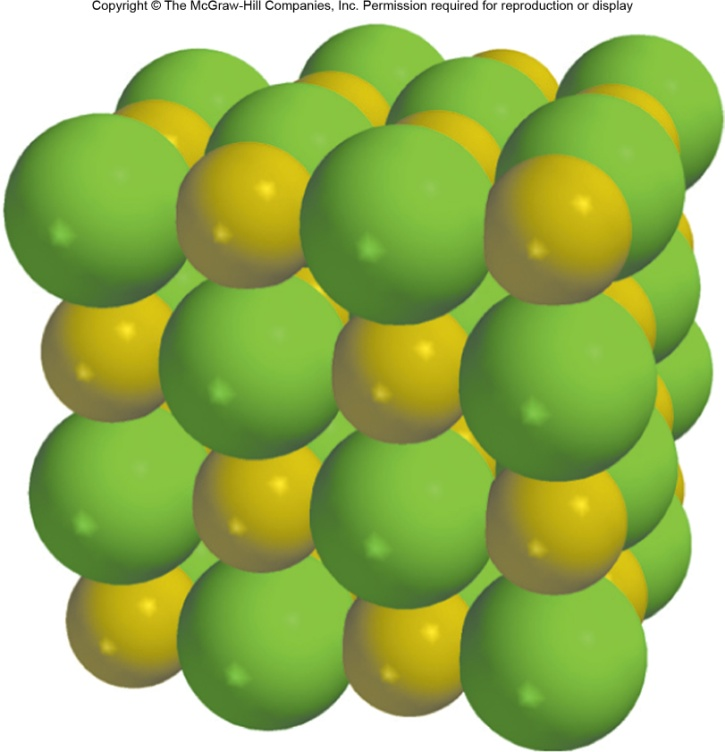 Copyright © The McGraw-Hill Companies, Inc. Permission required for reproduction or display